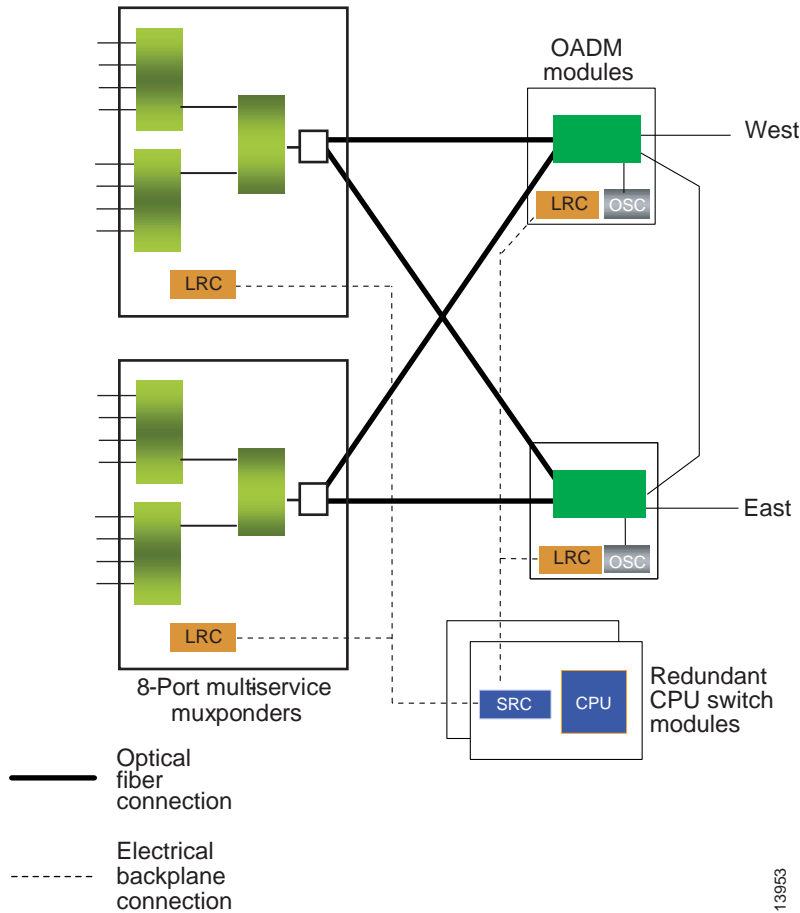 OADM
modules
West
LRC
OSC
LRC
East
LRC
OSC
LRC
8-Port multiservice
muxponders
SRC
CPU
Redundant
CPU switch
modules
Optical
fiber
connection
Electrical
backplane
connection
13953